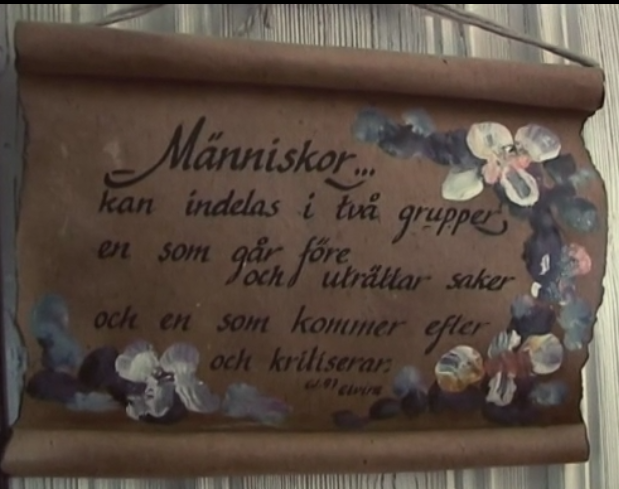 Människor...
kan indelas i två grupper,
en som går före
och uträttar saker
och en som kommer efter
och kritiserar.
Elvira